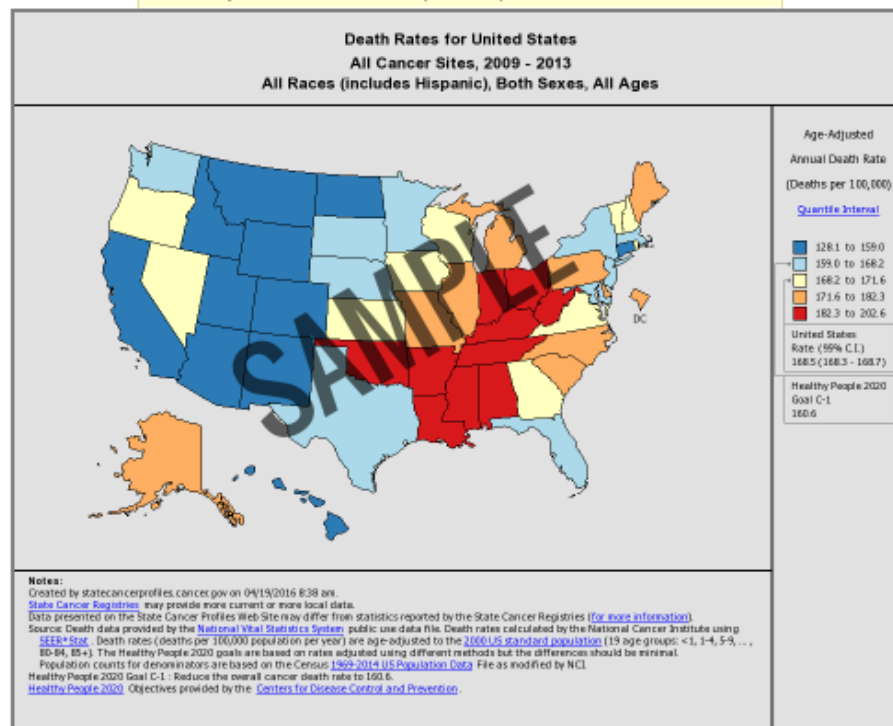 Death Rates for United States
All Cancer Sites, 2009 - 2013
All Races (includes Hispanic), Both Sexes, All Ages
SAMPLE
DC
Age-Adjusted
Annual Death Rate
(Deaths per 100,000)
Quantile Interval
128.1 to 159.0
159.0 to 168.2
168.2 to 171.6
171.6 to 182.3
182.3 to 202.6
United States
Rate (95% C.I.)
168.5 (168.3 - 168.7)
Healthy People 2020
Goal C-1
160.6
Notes:
Created by statecancerprofiles.cancer.gov on 04/19/2016 8:38 am.
State Cancer Registries may provide more current or more local data.
Data presented on the State Cancer Profiles Web Site may differ from statistics reported by the State Cancer Registries (for more information).
Source: Death data provided by the National Vital Statistics System public use data file. Death rates calculated by the National Cancer Institute using
SEER*Stat . Death rates (deaths per 100,000 population per year) are age-adjusted to the 2000 US standard population (19 age groups: <1, 1-4, 5-9, ... ,
80-84, 85+). The Healthy People 2020 goals are based on rates adjusted using different methods but the differences should be minimal.
Population counts for denominators are based on the Census 1969-2014 US Population Data File as modified by NCI.
Healthy People 2020 Goal C-1 : Reduce the overall cancer death rate to 160.6.
Healthy People 2020 Objectives provided by the Centers for Disease Control and Prevention .